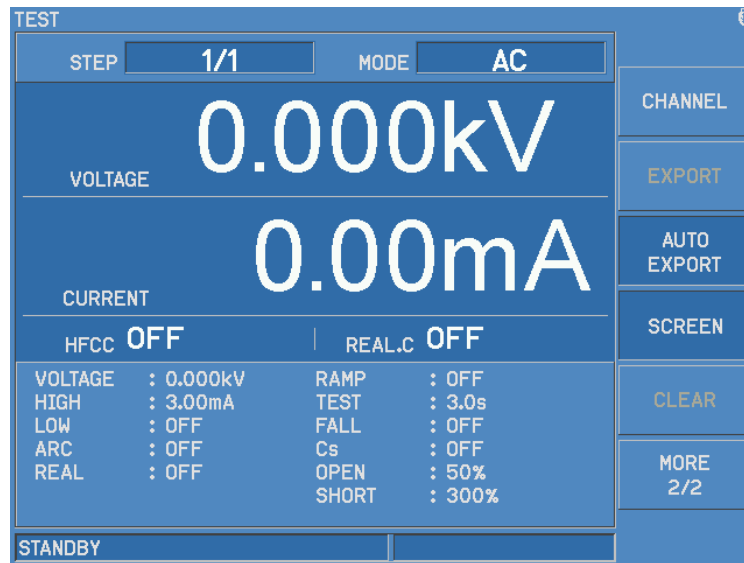 TEST
STEP 1/1 MODE AC
VOLTAGE 0.000kV
CURRENT 0.00mA
HFCC OFF REAL.C OFF
VOLTAGE : 0.000kV RAMP : OFF
HIGH : 3.00mA TEST : 3.0s
LOW : OFF FALL : OFF
ARC : OFF Cs : OFF
REAL : OFF OPEN : 50%
SHORT : 300%
STANDBY
CHANNEL
EXPORT
AUTO
EXPORT
SCREEN
CLEAR
MORE
2/2